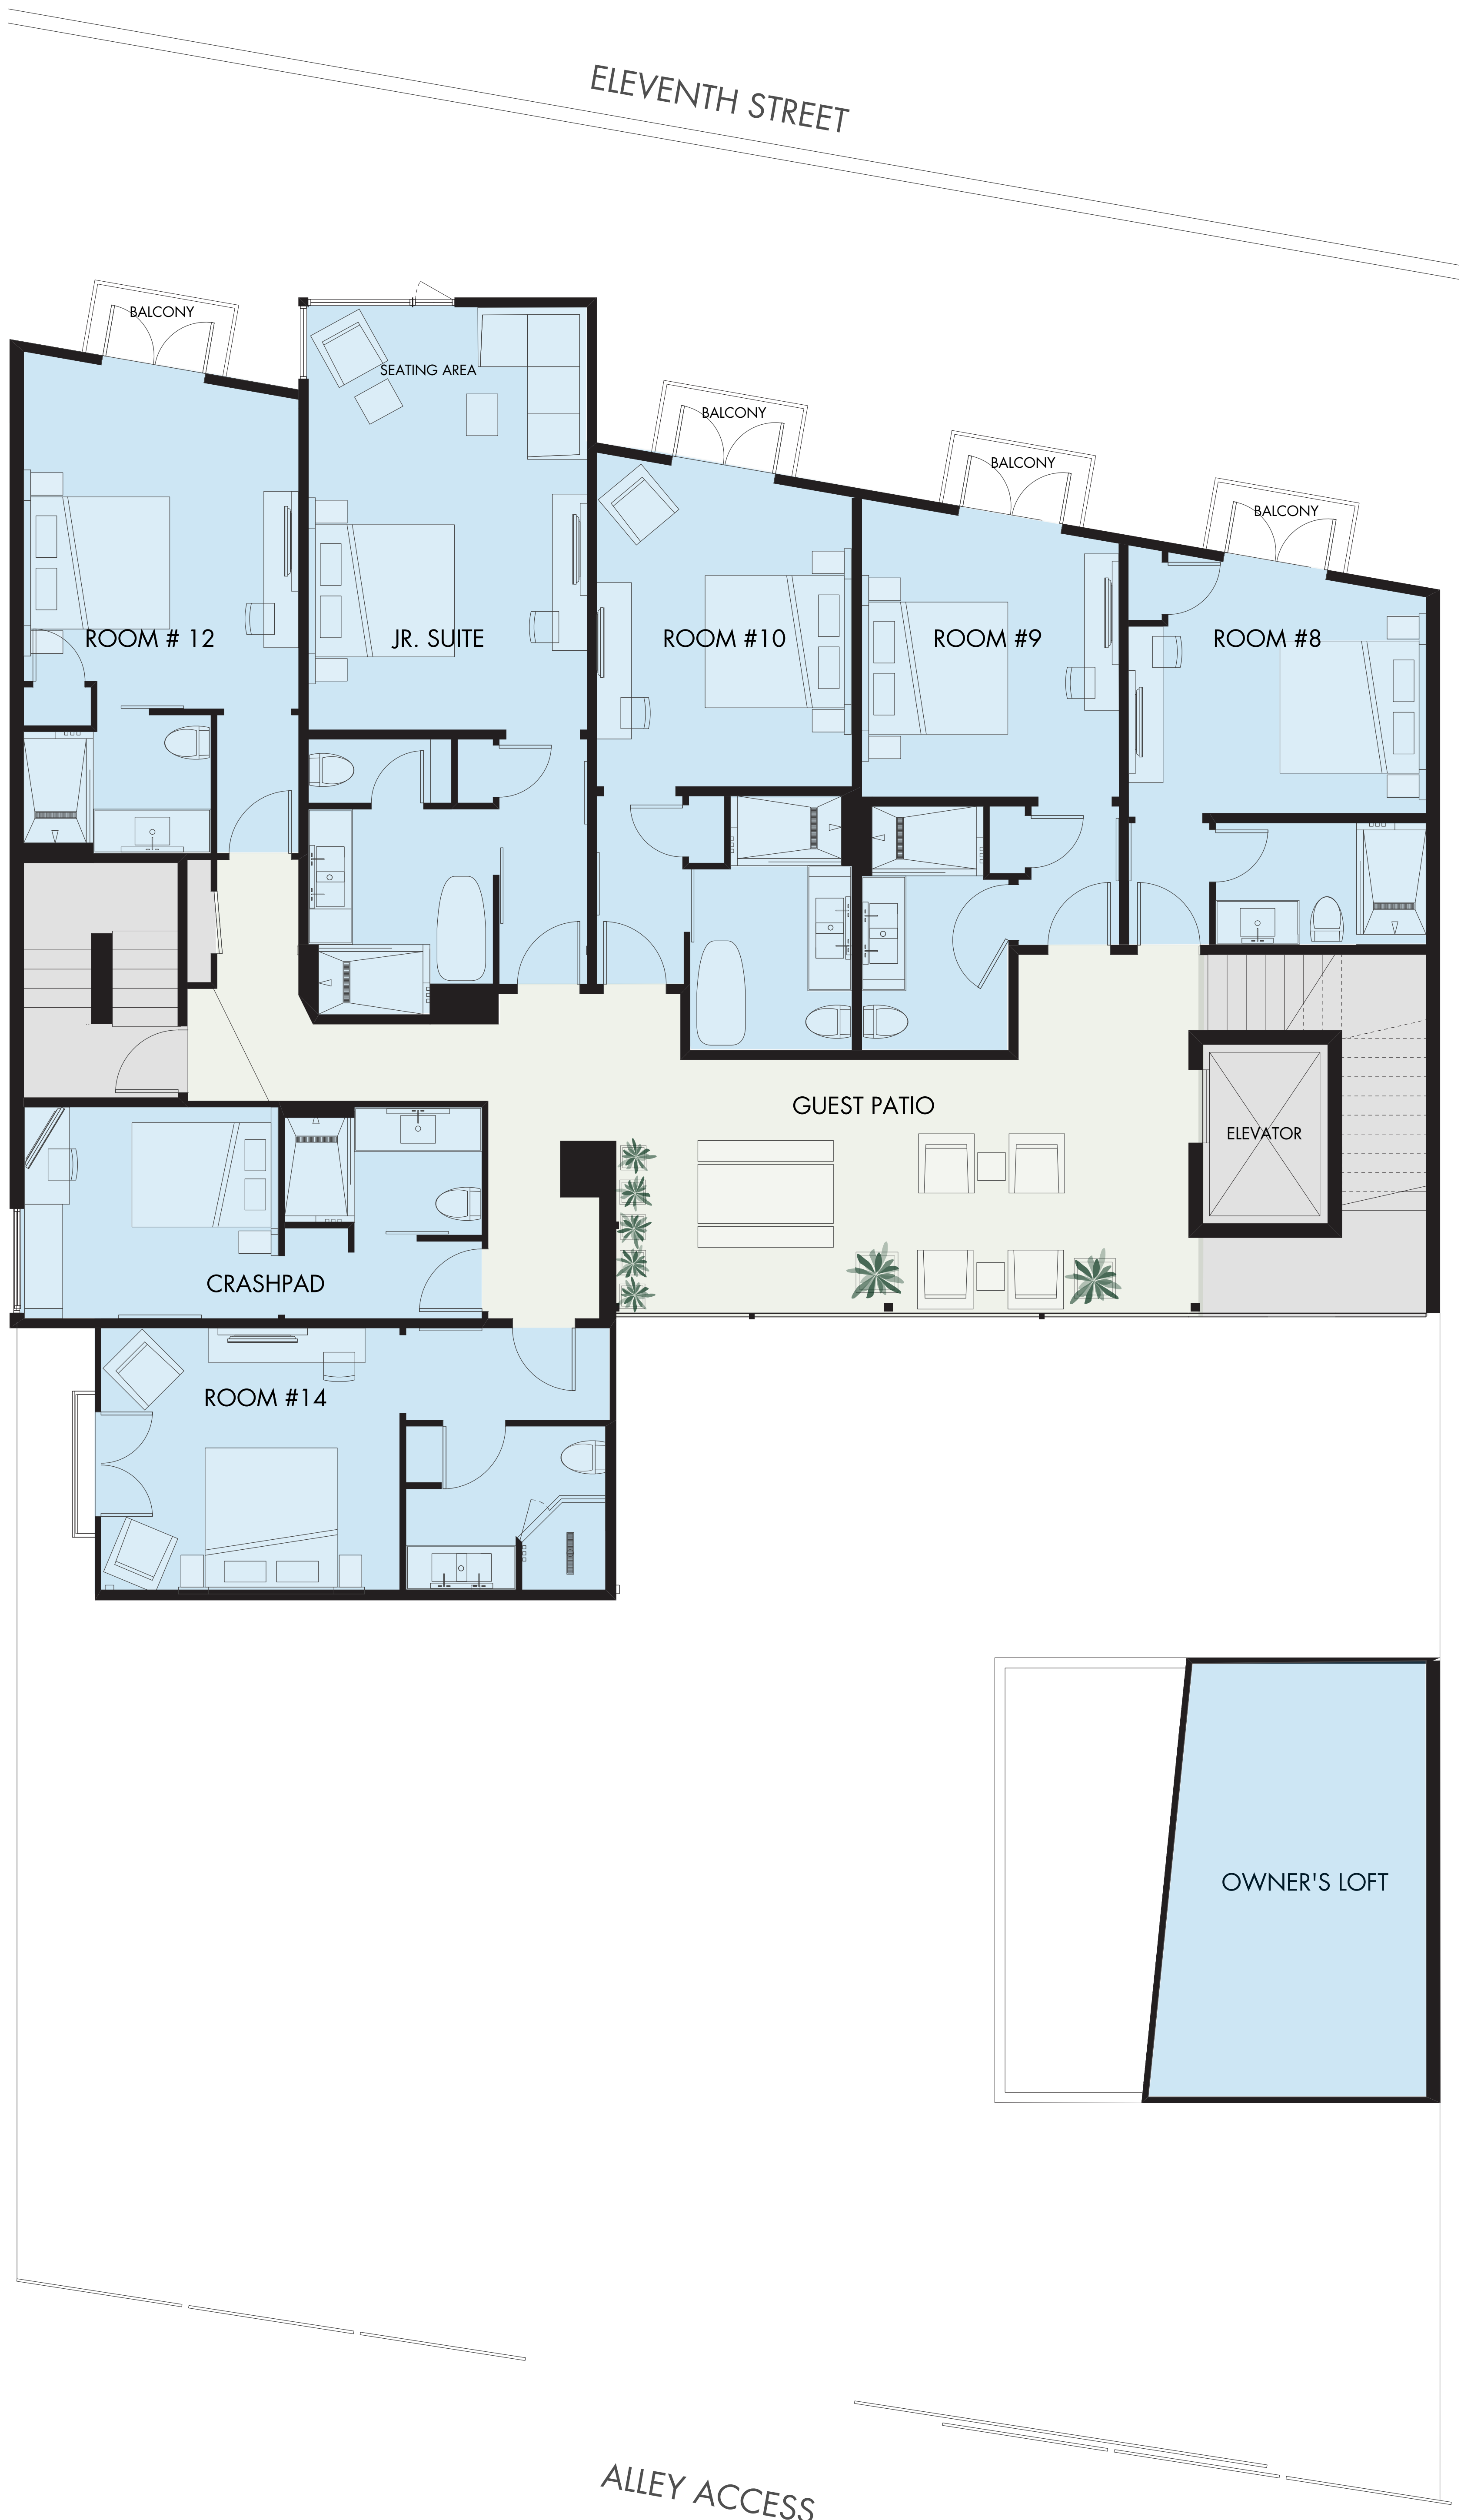 ELEVENTH STREET
BALCONY
SEATING AREA
BALCONY
BALCONY
BALCONY
ROOM # 12
JR. SUITE
ROOM #10
ROOM #9
ROOM #8
GUEST PATIO
ELEVATOR
CRASHPAD
ROOM #14
OWNER'S LOFT
ALLEY ACCESS